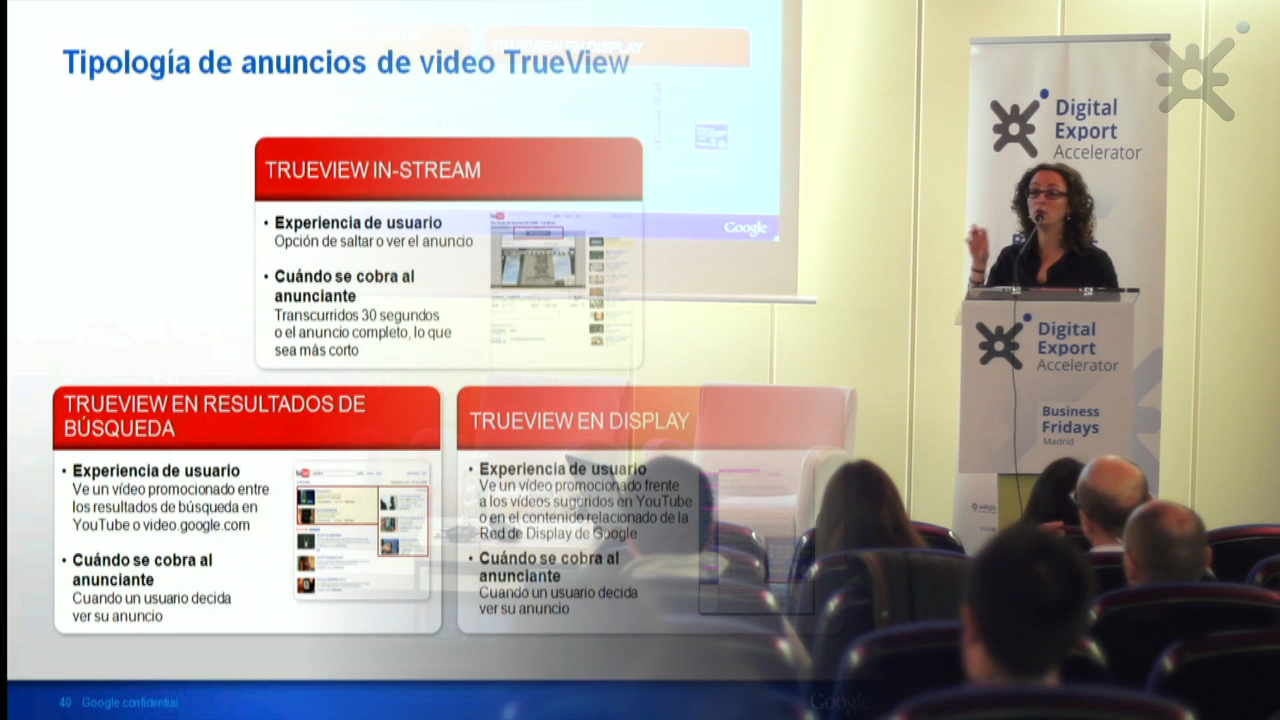 Tipología de anuncios de video TrueView
TRUEVIEW EN DISPLAY
TRUEVIEW IN-STREAM
• Experiencia de usuario
Opción de saltar o ver el anuncio
• Cuándo se cobra al
anunciante
Transcurridos 30 segundos
o el anuncio completo, lo que
sea más corto
Google
TRUEVIEW EN RESULTADOS DE
BÚSQUEDA
• Experiencia de usuario
Ve un vídeo promocionado entre
los resultados de búsqueda en
YouTube o video.google.com
• Cuándo se cobra al
anunciante
Cuando un usuario decida
ver su anuncio
TRUEVIEW EN DISPLAY
• Experiencia de usuario
Ve un vídeo promocionado frente
a los vídeos sugeridos en YouTube
o en el contenido relacionado de la
Red de Display de Google
• Cuándo se cobra al
anunciante
Cuando un usuario decida
ver su anuncio
40 Google confidential
Google
Digital
Export
Accelerator
Digital
Export
Accelerator
Business
Fridays
Madrid